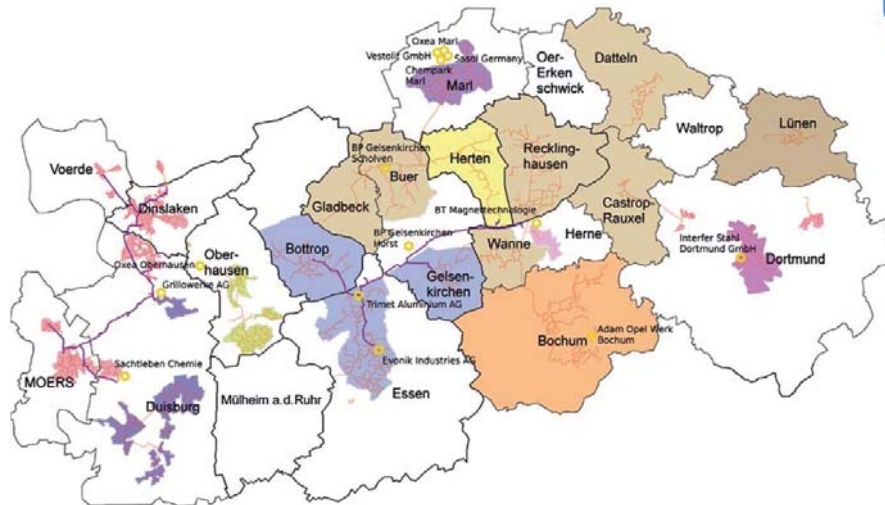 Oxea Marl
Vestolit GmbH
Sasol Germany
Chempark
Marl
Marl
Oer-
Erken
schwick
Datteln
Waltrop
Lünen
Voerde
Dinslaken
BP Gelsenkirchen
Scholven
Buer
Herten
Reckling-
hausen
Gladbeck
Castrop-
Rauxel
BT Magnettechnologie
Bottrop
BP Gelsenkirchen
Horst
Wanne
Herne
Ober-
hausen
Oxea Oberhausen
Grillowerke AG
Gelsen-
kirchen
Interfer Stahl
Dortmund GmbH
Dortmund
Trimet Aluminium AG
Bochum
Adam Opel Werk
Bochum
Evonik Industries AG
Sachtleben Chemie
MOERS
Duisburg
Mülheim a.d.Ruhr
Essen